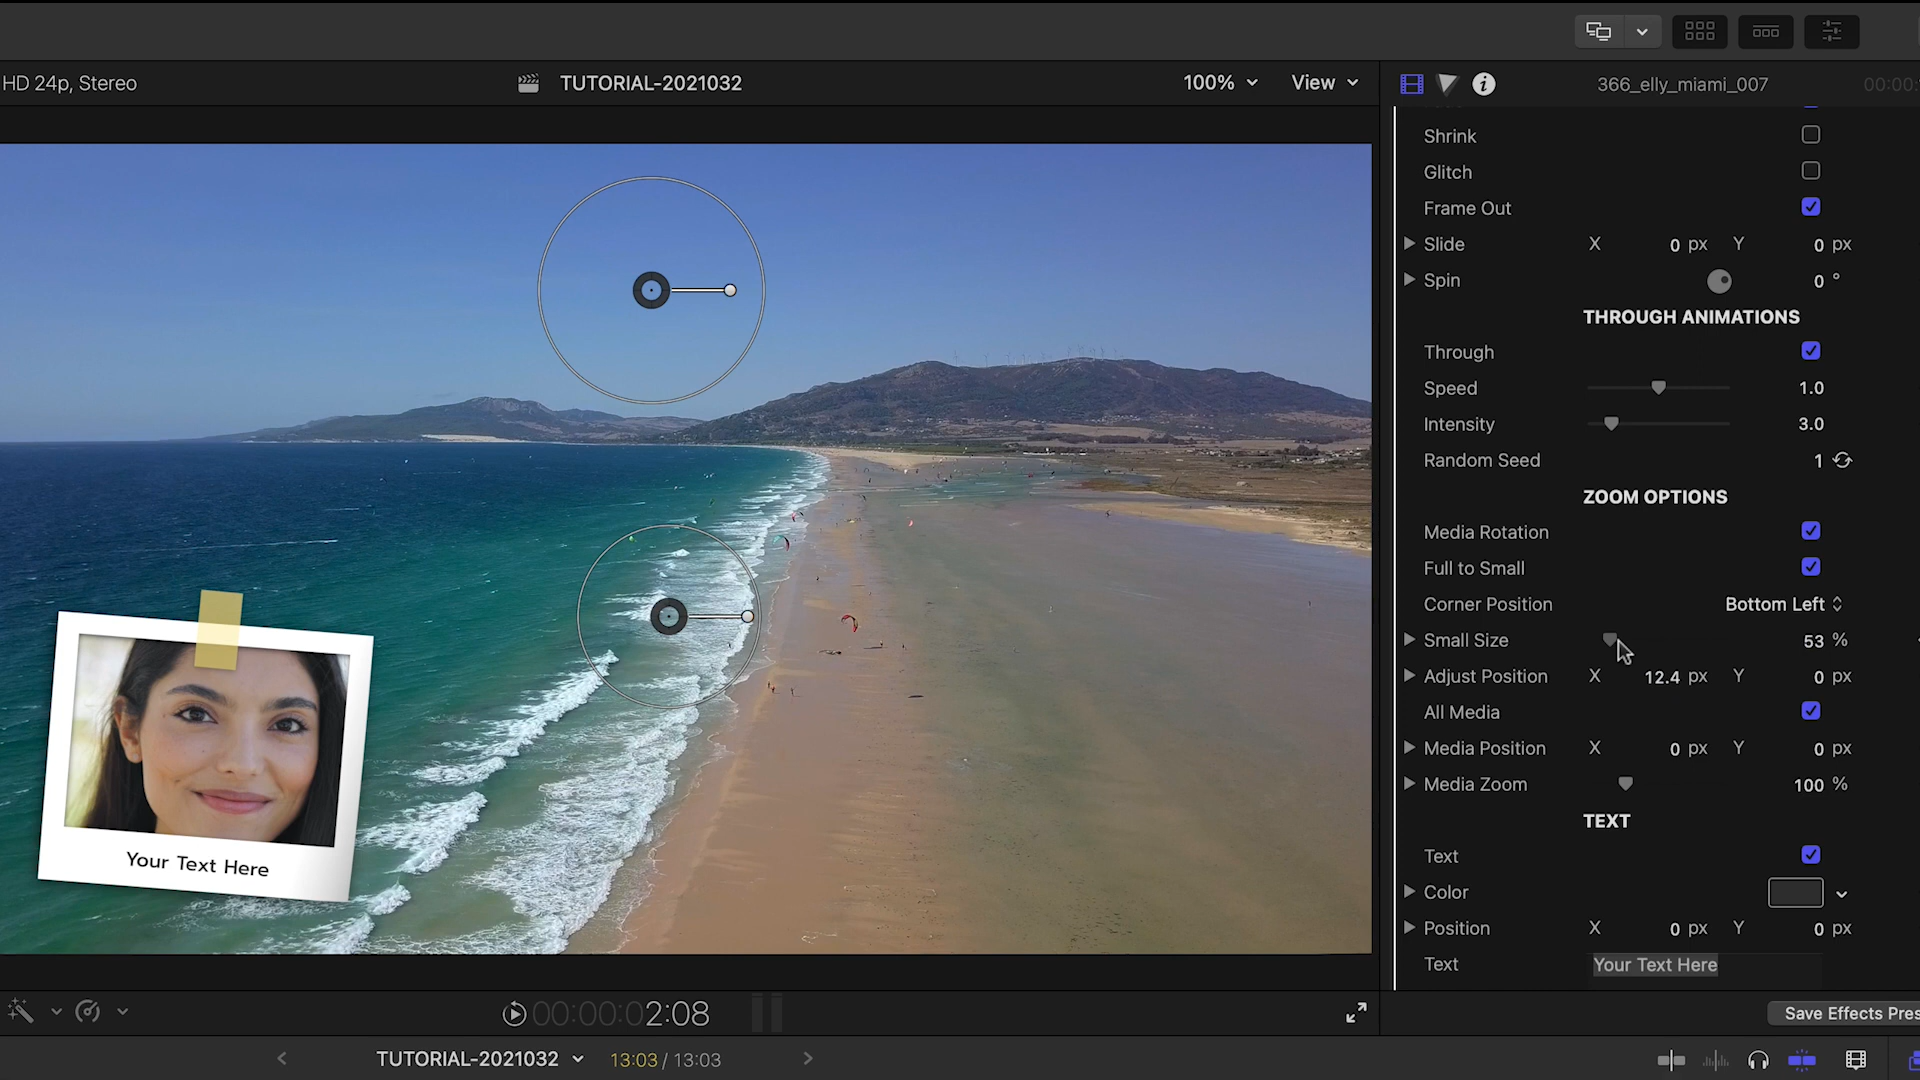 HD 24p, Stereo
TUTORIAL-2021032
100%
View
366_elly_miami_007
00:00:
Shrink
Glitch
Frame Out
Slide X 0 px Y 0 px
Spin 0 °
THROUGH ANIMATIONS
Through
Speed 1.0
Intensity 3.0
Random Seed 1
ZOOM OPTIONS
Media Rotation
Full to Small
Corner Position Bottom Left
Small Size 53 %
Adjust Position X 12.4 px Y 0 px
All Media
Media Position X 0 px Y 0 px
Media Zoom 100 %
TEXT
Text
Color
Position X 0 px Y 0 px
Text Your Text Here
Your Text Here
00:00:02:08
Save Effects Pres
TUTORIAL-2021032
13:03 / 13:03